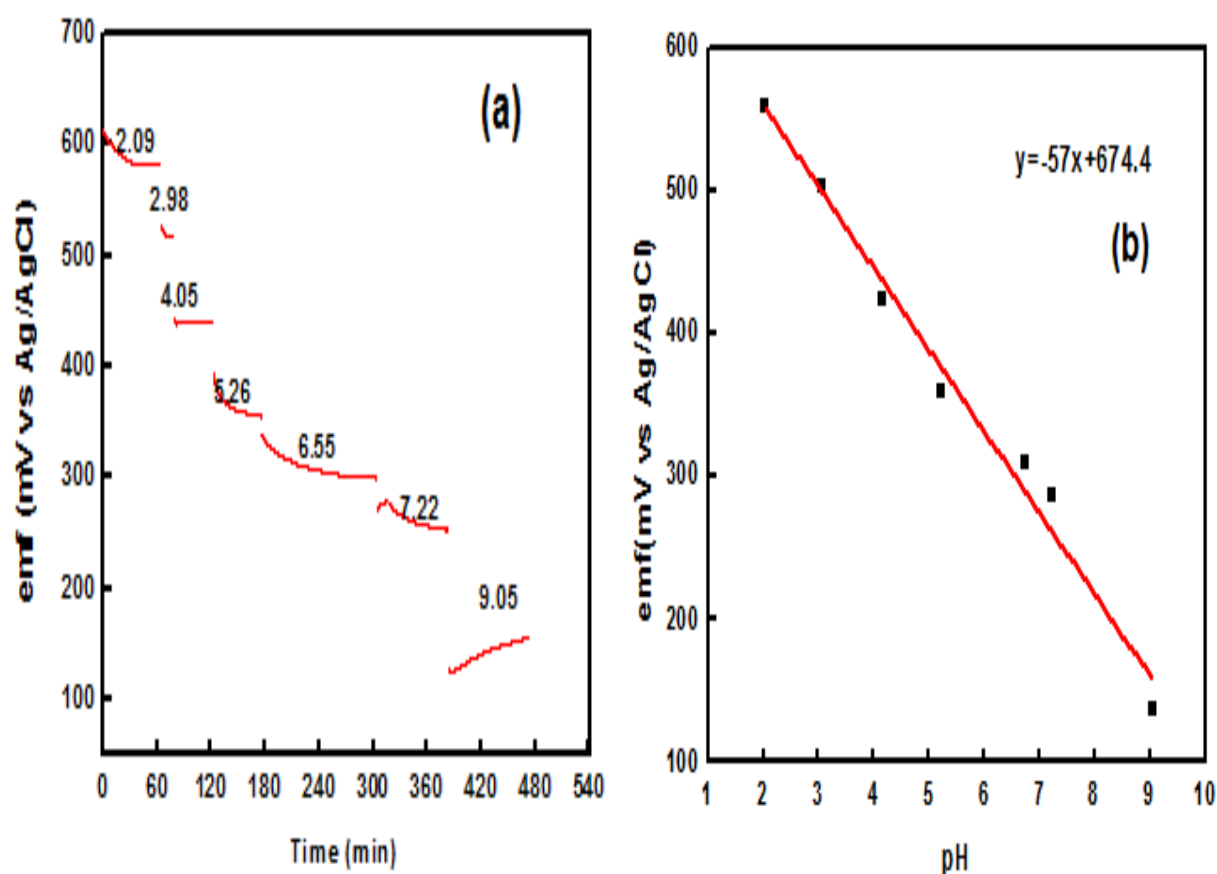 (a)
emf (mV vs Ag/AgCl)
700
600
500
400
300
200
100
2.09
2.98
4.05
5.26
6.55
7.22
9.05
0 60 120 180 240 300 360 420 480 540
Time (min)
(b)
y=-57x+674.4
emf(mV vs Ag/AgCl)
600
500
400
300
200
100
1 2 3 4 5 6 7 8 9 10
pH